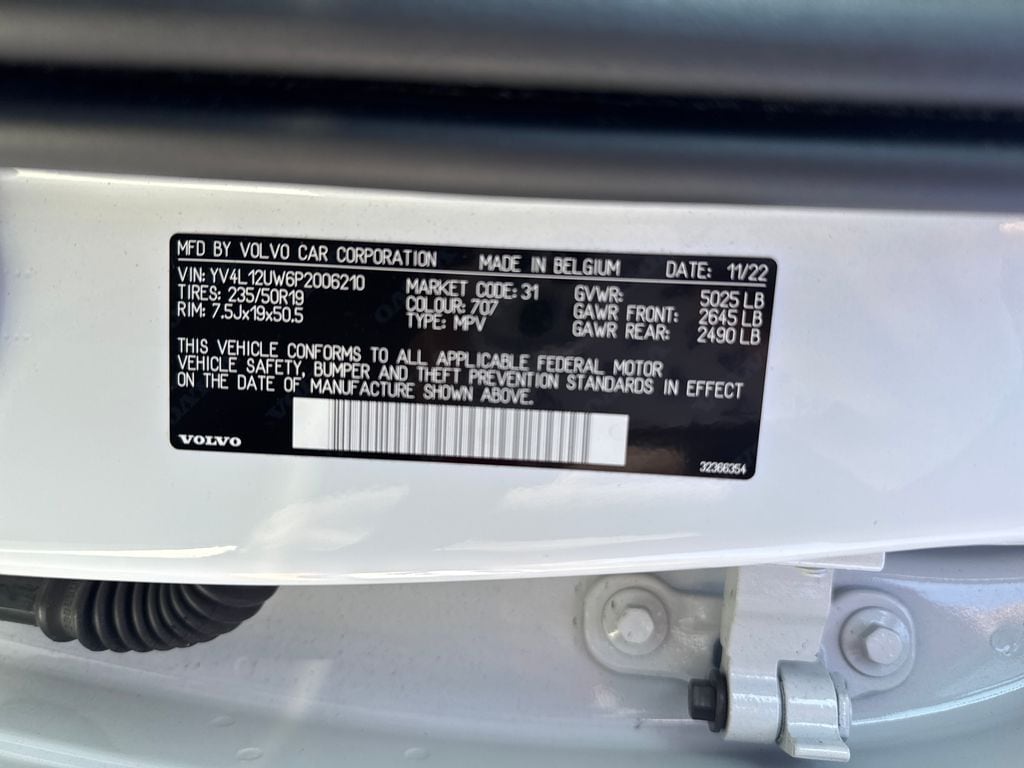 MFD BY VOLVO CAR CORPORATION MADE IN BELGIUM DATE: 11/22
VIN: YV4L12UW6P2006210 MARKET CODE: 31 GVWR: 5025 LB
TIRES: 235/50R19 COLOUR: 707 GAWR FRONT: 2645 LB
RIM: 7.5Jx19x50.5 TYPE: MPV GAWR REAR: 2490 LB
THIS VEHICLE CONFORMS TO ALL APPLICABLE FEDERAL MOTOR
VEHICLE SAFETY, BUMPER AND THEFT PREVENTION STANDARDS IN EFFECT
ON THE DATE OF MANUFACTURE SHOWN ABOVE.
VOLVO
32366354